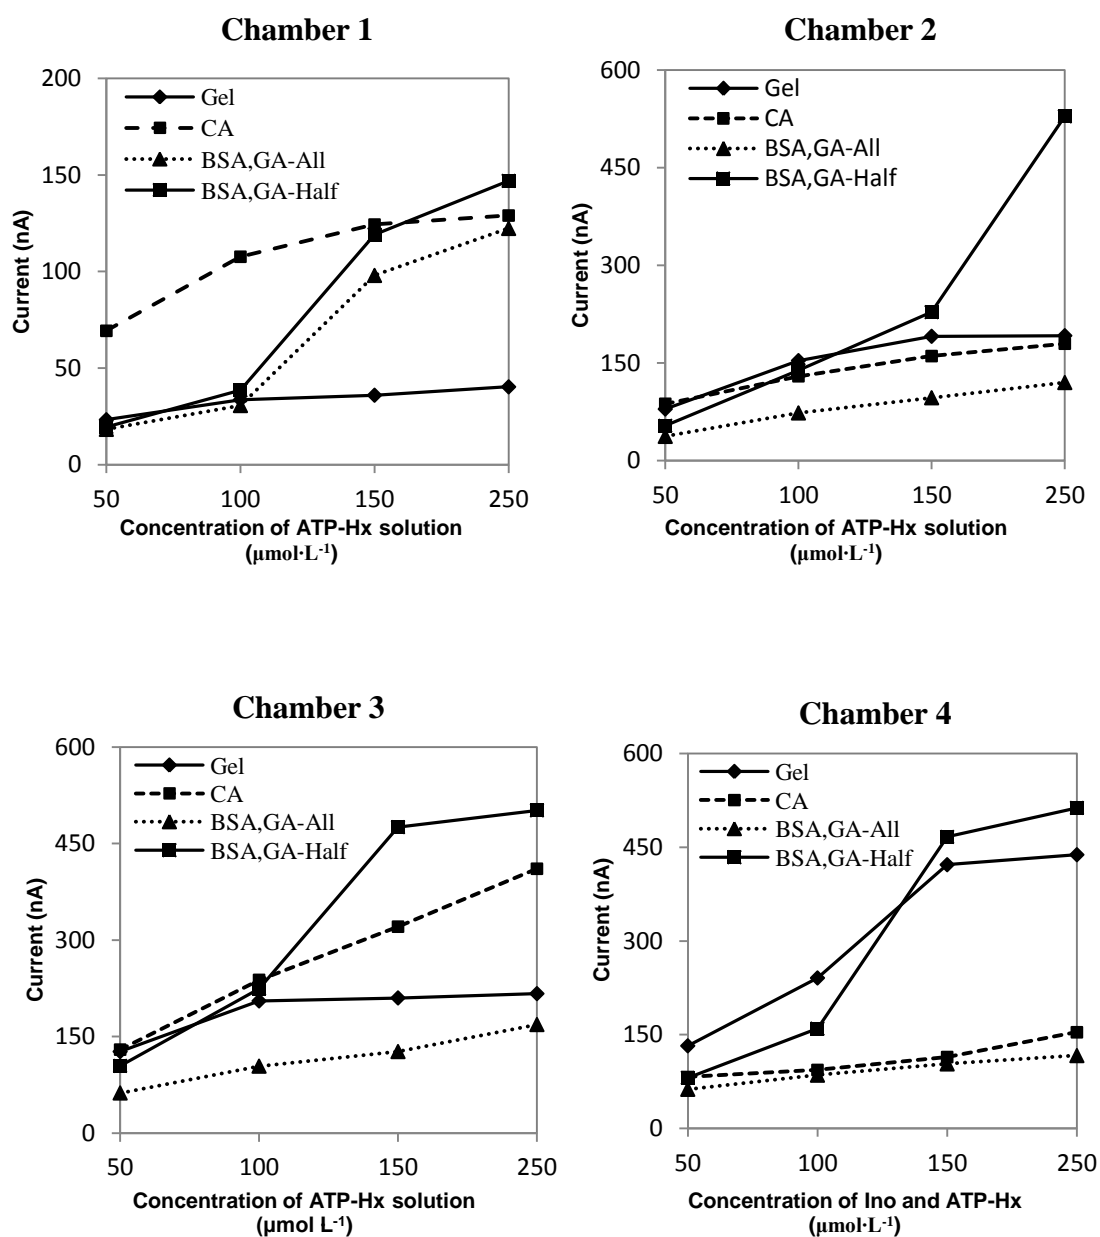 Chamber 1
200
150
100
50
0
Current (nA)
Gel
CA
BSA,GA-All
BSA,GA-Half
50 100 150 250
Concentration of ATP-Hx solution
(µmol·L⁻¹)
Chamber 2
600
450
300
150
0
Current (nA)
Gel
CA
BSA,GA-All
BSA,GA-Half
50 100 150 250
Concentration of ATP-Hx solution
(µmol·L⁻¹)
Chamber 3
600
450
300
150
0
Current (nA)
Gel
CA
BSA,GA-All
BSA,GA-Half
50 100 150 250
Concentration of ATP-Hx solution
(µmol L⁻¹)
Chamber 4
600
450
300
150
0
Current (nA)
Gel
CA
BSA,GA-All
BSA,GA-Half
50 100 150 250
Concentration of Ino and ATP-Hx
(µmol·L⁻¹)